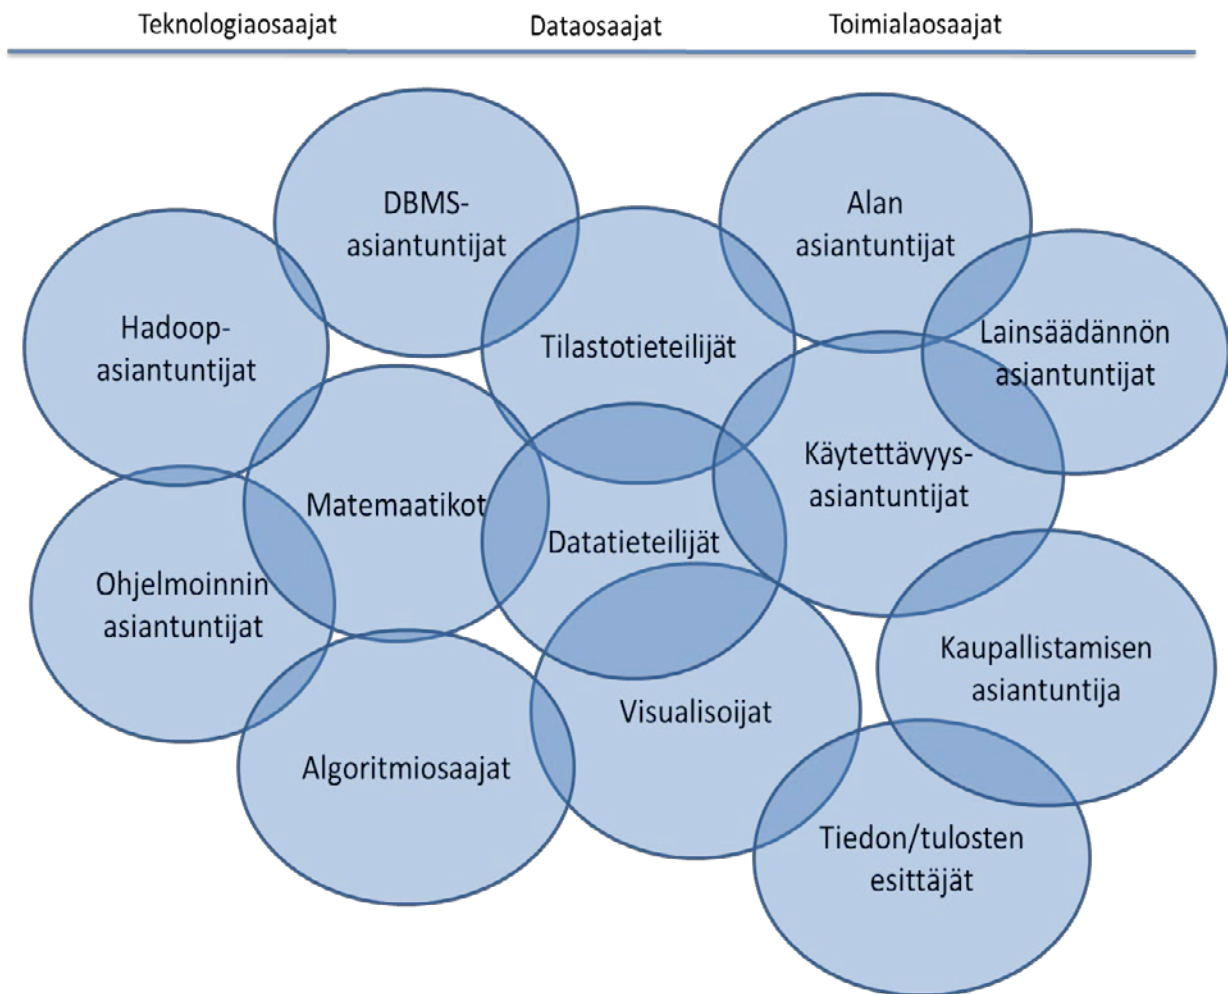 Teknologiaosaajat
Dataosaajat
Toimialaosaajat
DBMS-
asiantuntijat
Alan
asiantuntijat
Hadoop-
asiantuntijat
Tilastotieteilijät
Lainsäädännön
asiantuntijat
Matemaatikot
Käytettävyys-
asiantuntijat
Datatieteilijät
Ohjelmoinnin
asiantuntijat
Kaupallistamisen
asiantuntija
Visualisoijat
Algoritmiosaajat
Tiedon/tulosten
esittäjät